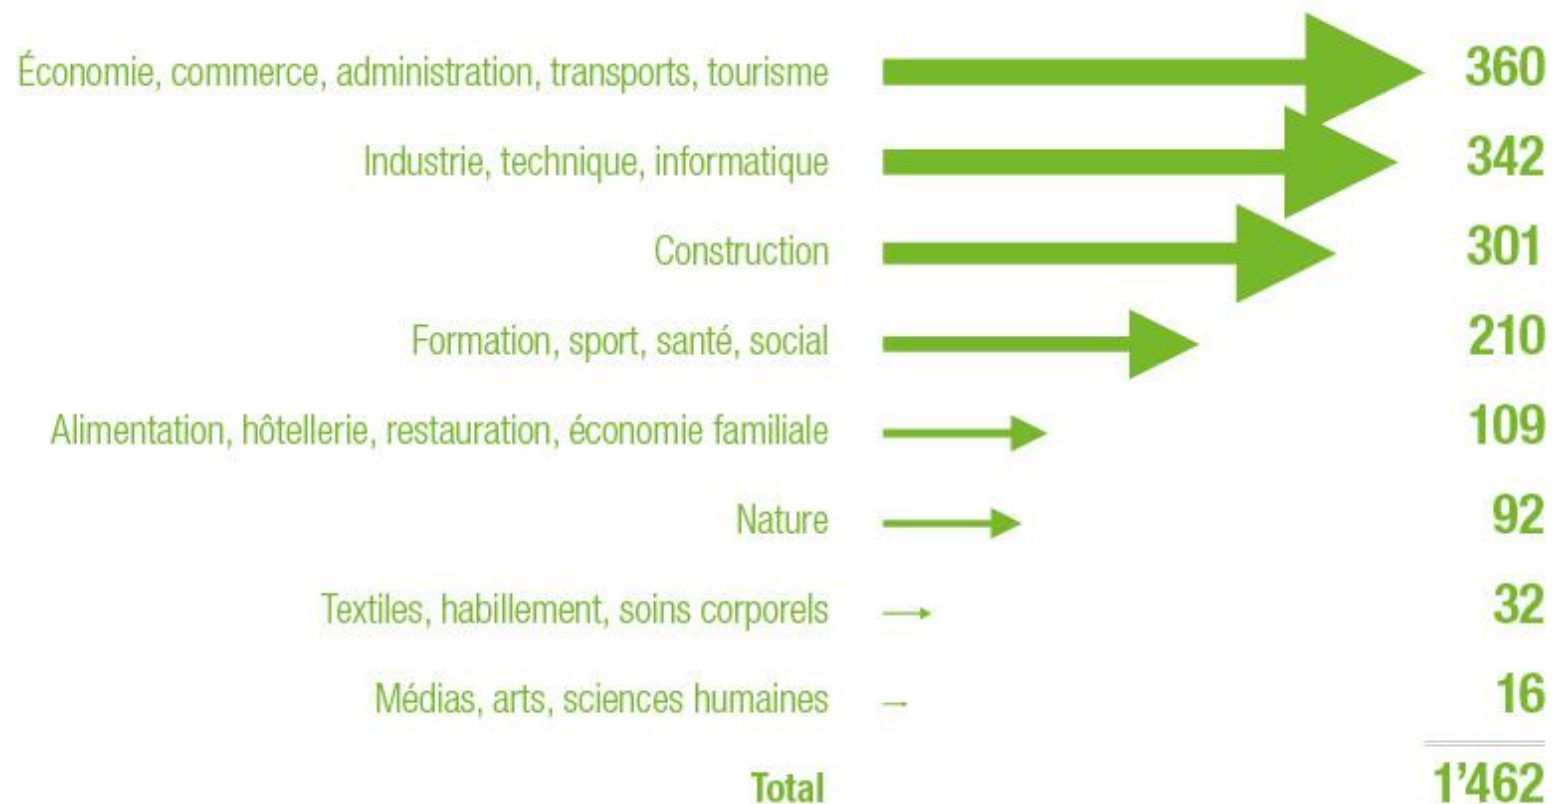 Économie, commerce, administration, transports, tourisme 360
Industrie, technique, informatique 342
Construction 301
Formation, sport, santé, social 210
Alimentation, hôtellerie, restauration, économie familiale 109
Nature 92
Textiles, habillement, soins corporels 32
Médias, arts, sciences humaines 16
Total 1’462